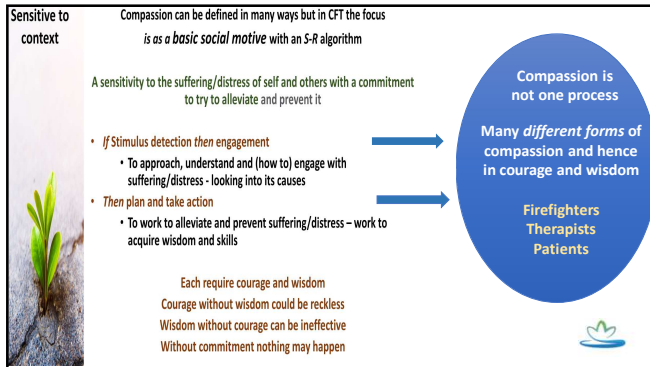 Sensitive to
context
Compassion can be defined in many ways but in CFT the focus
is as a basic social motive with an S-R algorithm
A sensitivity to the suffering/distress of self and others with a commitment
to try to alleviate and prevent it
• If Stimulus detection then engagement
• To approach, understand and (how to) engage with
suffering/distress - looking into its causes
• Then plan and take action
• To work to alleviate and prevent suffering/distress – work to
acquire wisdom and skills
Each require courage and wisdom
Courage without wisdom could be reckless
Wisdom without courage can be ineffective
Without commitment nothing may happen
Compassion is
not one process
Many different forms of
compassion and hence
in courage and wisdom
Firefighters
Therapists
Patients